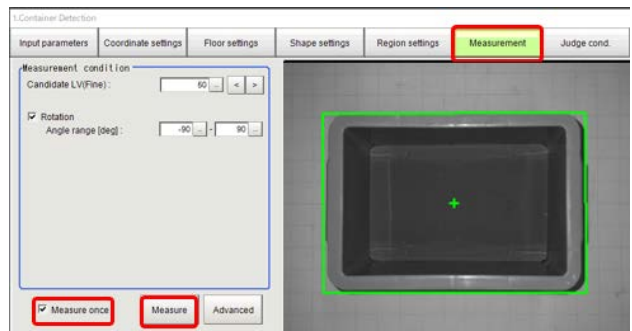 1.Container Detection
Input parameters Coordinate settings Floor settings Shape settings Region settings Measurement Judge cond.
Measurement condition
Candidate LV(Fine) : 60 ... < >
Rotation
Angle range [deg] : -90 ... - 90 ...
Measure once Measure Advanced